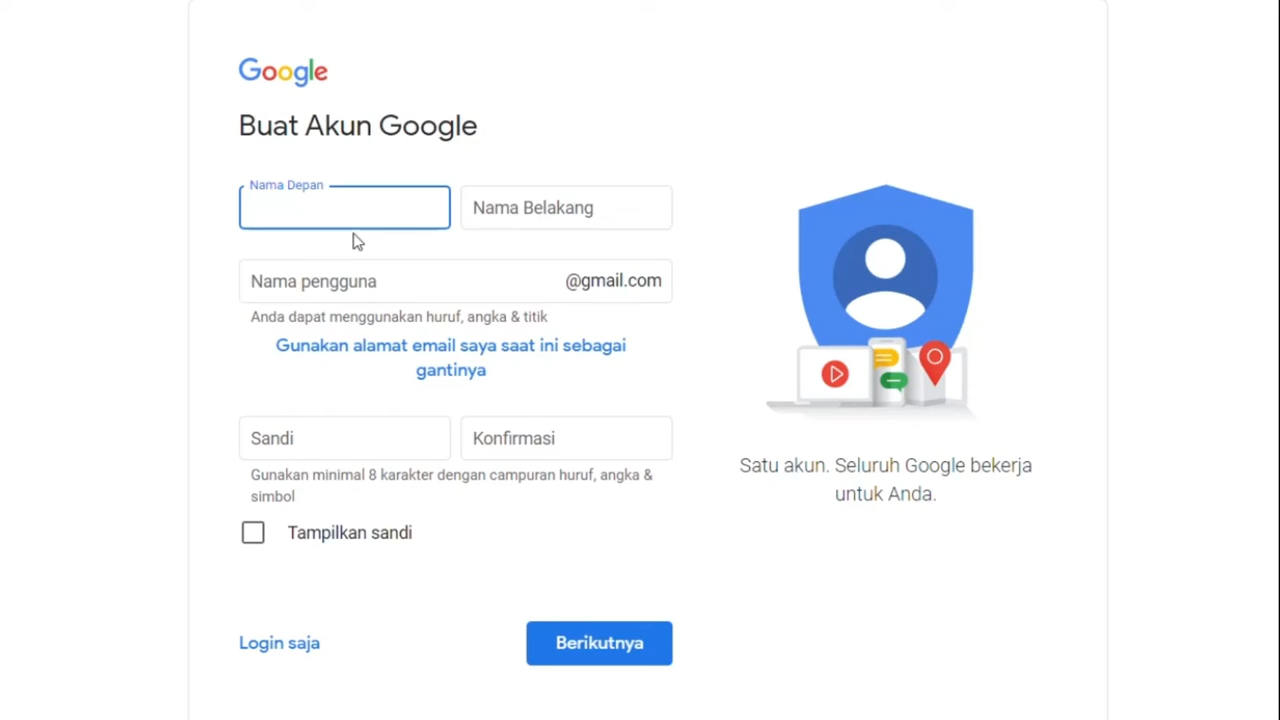 Google
Buat Akun Google
Nama Depan
Nama Belakang
Nama pengguna
@gmail.com
Anda dapat menggunakan huruf, angka & titik
Gunakan alamat email saya saat ini sebagai
gantinya
Sandi
Konfirmasi
Gunakan minimal 8 karakter dengan campuran huruf, angka &
simbol
Tampilkan sandi
Login saja
Berikutnya
Satu akun. Seluruh Google bekerja
untuk Anda.